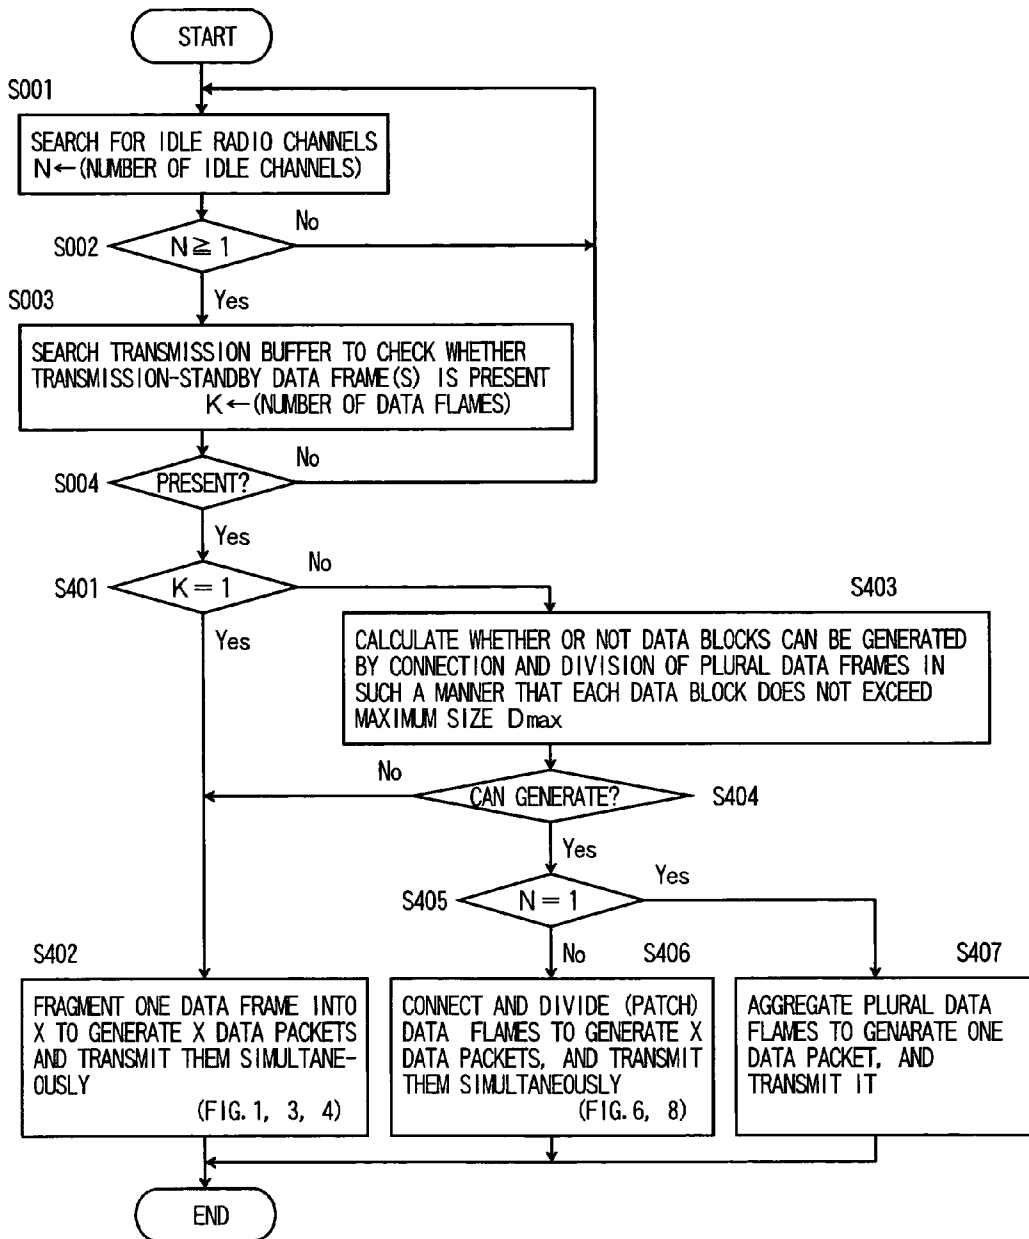 START
S001
SEARCH FOR IDLE RADIO CHANNELS
N←(NUMBER OF IDLE CHANNELS)
No
S002
N≧1
Yes
S003
SEARCH TRANSMISSION BUFFER TO CHECK WHETHER
TRANSMISSION-STANDBY DATA FRAME(S) IS PRESENT
K←(NUMBER OF DATA FLAMES)
No
S004
PRESENT?
Yes
S401
K=1
No
Yes
S403
CALCULATE WHETHER OR NOT DATA BLOCKS CAN BE GENERATED
BY CONNECTION AND DIVISION OF PLURAL DATA FRAMES IN
SUCH A MANNER THAT EACH DATA BLOCK DOES NOT EXCEED
MAXIMUM SIZE Dmax
No
CAN GENERATE?
S404
Yes
S405
N=1
Yes
No
S402
FRAGMENT ONE DATA FRAME INTO
X TO GENERATE X DATA PACKETS
AND TRANSMIT THEM SIMULTANE-
OUSLY
(FIG. 1, 3, 4)
S406
CONNECT AND DIVIDE (PATCH)
DATA FLAMES TO GENERATE X
DATA PACKETS, AND TRANSMIT
THEM SIMULTANEOUSLY
(FIG. 6, 8)
S407
AGGREGATE PLURAL DATA
FLAMES TO GENARATE ONE
DATA PACKET, AND
TRANSMIT IT
END